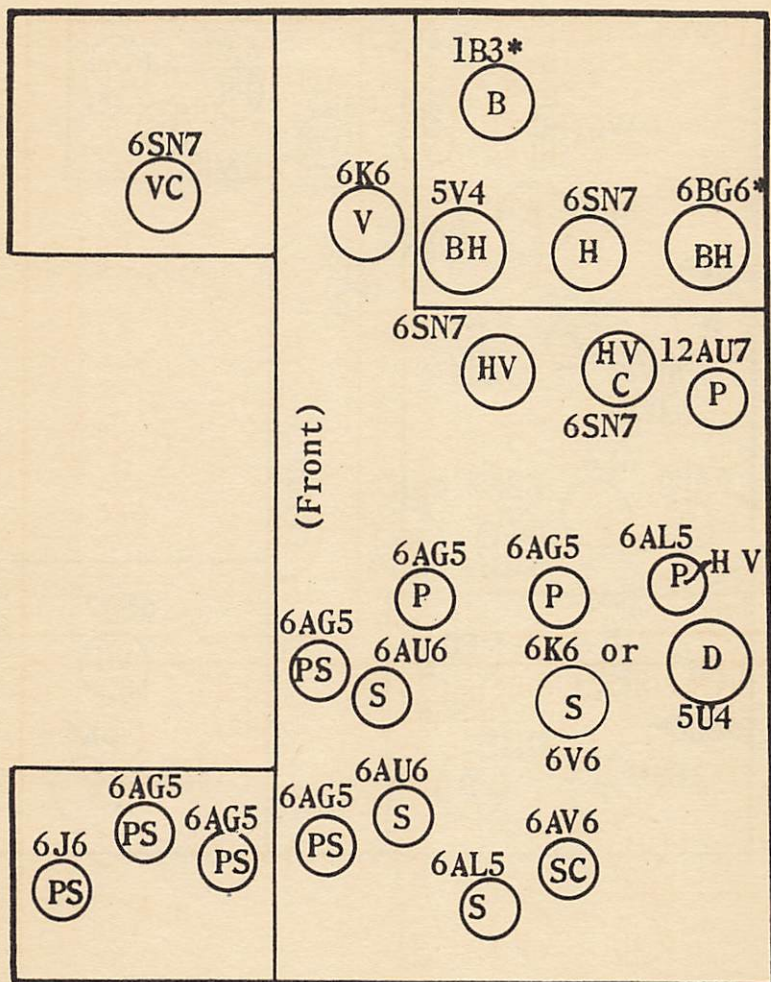 1B3*
B
6SN7
VC
6K6
V
5V4
BH
6SN7
H
6BG6*
BH
6SN7
HV
HV
C
6SN7
12AU7
P
(Front)
6AG5
P
6AG5
P
6AL5
P HV
6AG5
PS
6AU6
S
6K6 or
S
6V6
D
5U4
6AG5
PS
6AG5
PS
6J6
PS
6AG5
PS
6AU6
S
6AV6
SC
6AL5
S